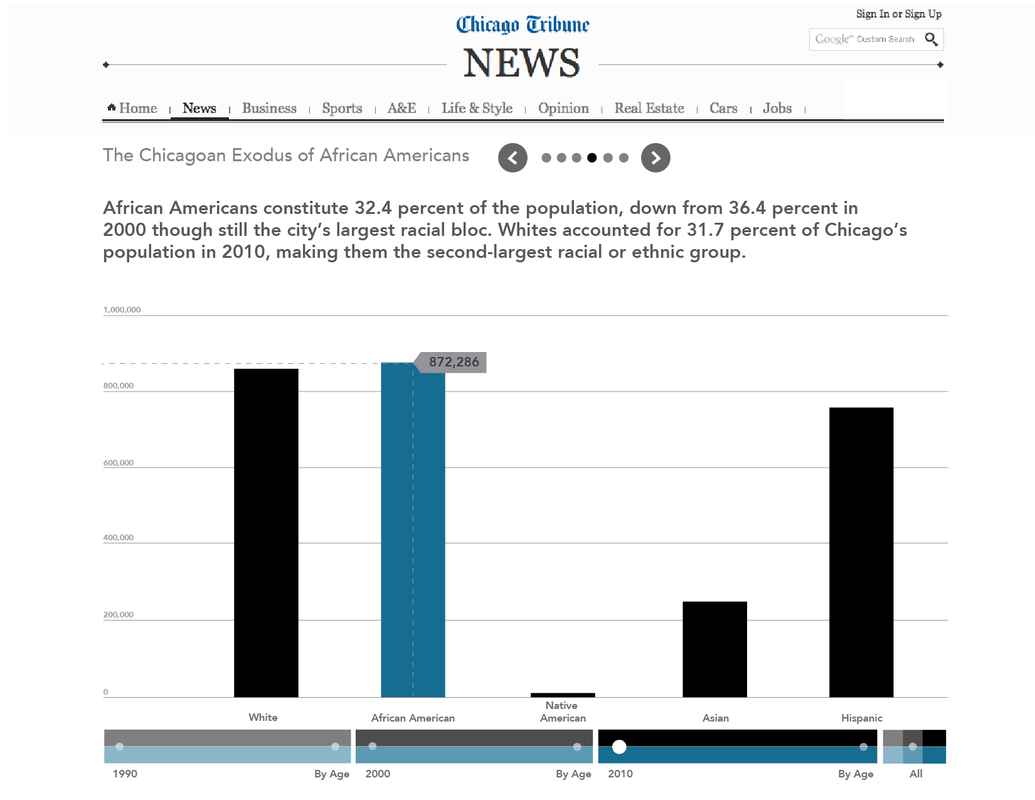 Sign In or Sign Up
Chicago Tribune
Google™ Custom Search
NEWS
Home News Business Sports A&E Life & Style Opinion Real Estate Cars Jobs
The Chicagoan Exodus of African Americans
African Americans constitute 32.4 percent of the population, down from 36.4 percent in
2000 though still the city’s largest racial bloc. Whites accounted for 31.7 percent of Chicago’s
population in 2010, making them the second-largest racial or ethnic group.
1,000,000
872,286
800,000
600,000
400,000
200,000
0
White African American Native American Asian Hispanic
1990 By Age 2000 By Age 2010 By Age All